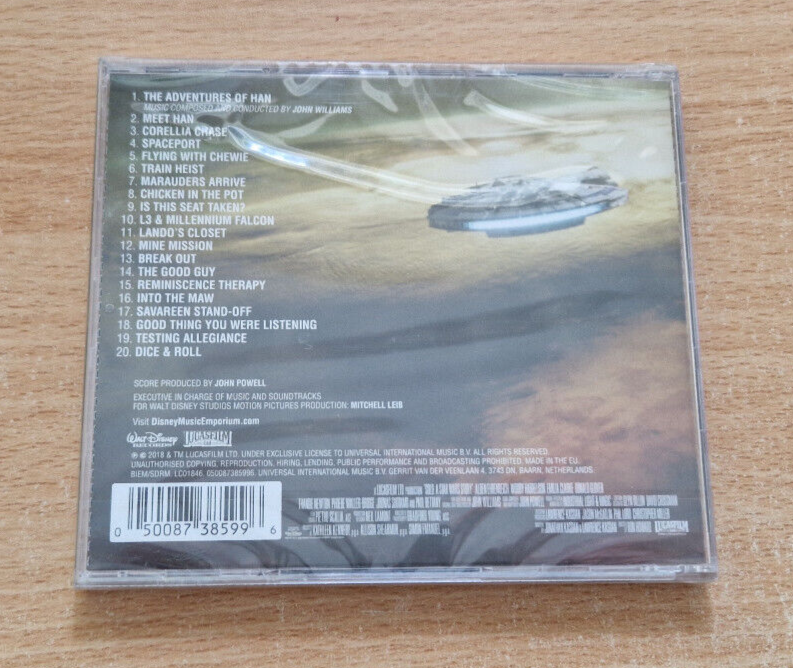 1. THE ADVENTURES OF HAN
MUSIC COMPOSED AND CONDUCTED BY JOHN WILLIAMS
2. MEET HAN
3. CORELLIA CHASE
4. SPACEPORT
5. FLYING WITH CHEWIE
6. TRAIN HEIST
7. MARAUDERS ARRIVE
8. CHICKEN IN THE POT
9. IS THIS SEAT TAKEN?
10. L3 & MILLENNIUM FALCON
11. LANDO'S CLOSET
12. MINE MISSION
13. BREAK OUT
14. THE GOOD GUY
15. REMINISCENCE THERAPY
16. INTO THE MAW
17. SAVAREEN STAND-OFF
18. GOOD THING YOU WERE LISTENING
19. TESTING ALLEGIANCE
20. DICE & ROLL
SCORE PRODUCED BY JOHN POWELL
EXECUTIVE IN CHARGE OF MUSIC AND SOUNDTRACKS
FOR WALT DISNEY STUDIOS MOTION PICTURES PRODUCTION: MITCHELL LEIB
Visit DisneyMusicEmporium.com
WALT DISNEY
LUCASFILM
℗ © 2018 & TM LUCASFILM LTD. UNDER EXCLUSIVE LICENSE TO UNIVERSAL INTERNATIONAL MUSIC B.V. ALL RIGHTS RESERVED.
UNAUTHORISED COPYING, REPRODUCTION, HIRING, LENDING, PUBLIC PERFORMANCE AND BROADCASTING PROHIBITED. MADE IN THE EU.
BIEM/SDRM. LC01846. 050087385996. UNIVERSAL INTERNATIONAL MUSIC B.V. GERRIT VAN DER VEENLAAN 4, 3743 DN, BAARN, NETHERLANDS.
0 50087 38599 6
LUCASFILM